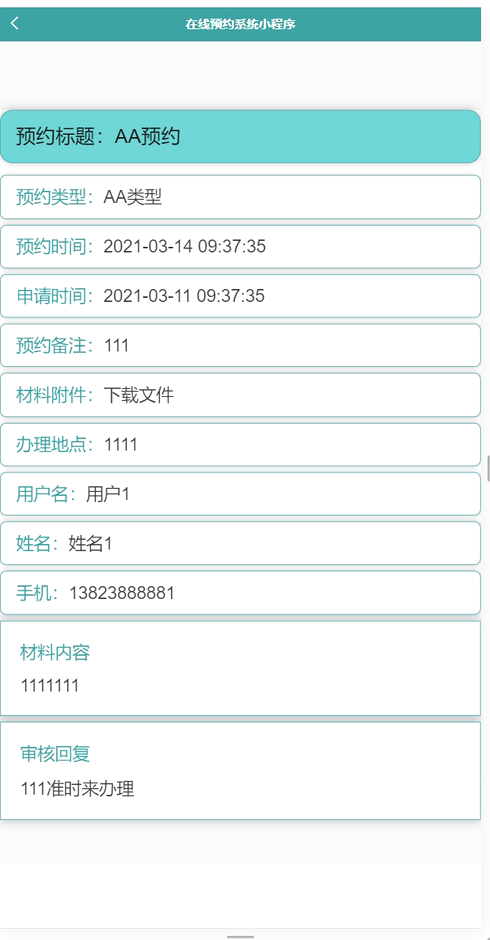 在线预约系统小程序
预约标题：AA预约
预约类型：AA类型
预约时间：2021-03-14 09:37:35
申请时间：2021-03-11 09:37:35
预约备注：111
材料附件：下载文件
办理地点：1111
用户名：用户1
姓名：姓名1
手机：13823888881
材料内容
1111111
审核回复
111准时来办理